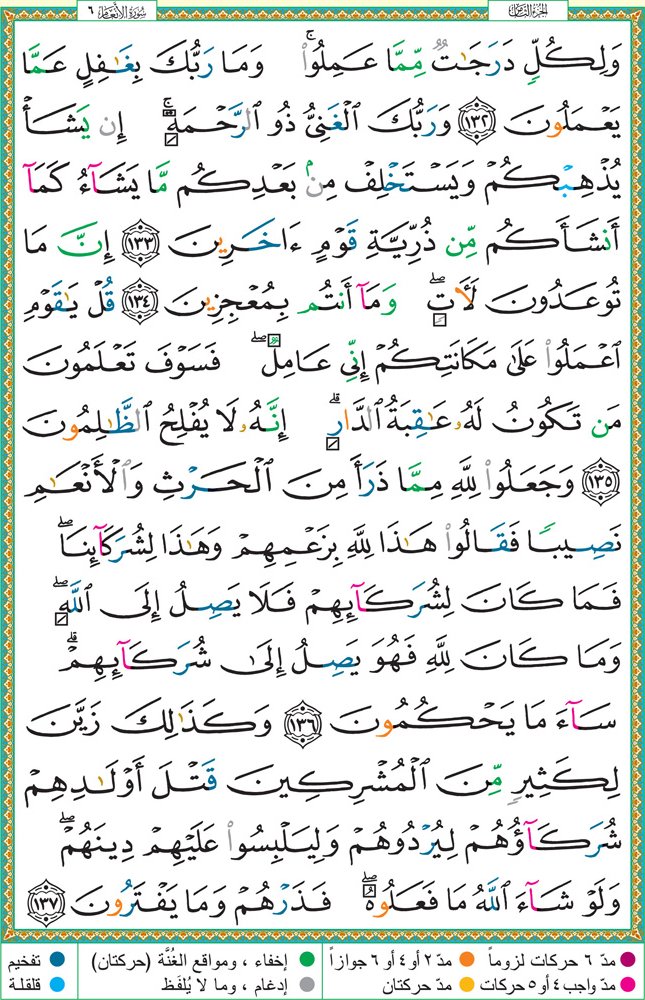 الجزء الثامن سورة الأنعام ٦
وَلِكُلٍّ دَرَجَٰتٌ مِّمَّا عَمِلُوا۟ ۚ وَمَا رَبُّكَ بِغَٰفِلٍ عَمَّا
يَعْمَلُونَ ١٣٢ وَرَبُّكَ ٱلْغَنِىُّ ذُو ٱلرَّحْمَةِ ۚ إِن يَشَأْ
يُذْهِبْكُمْ وَيَسْتَخْلِفْ مِنۢ بَعْدِكُم مَّا يَشَآءُ كَمَآ
أَنشَأَكُم مِّن ذُرِّيَّةِ قَوْمٍ ءَاخَرِينَ ١٣٣ إِنَّ مَا
تُوعَدُونَ لَـَٔاتٍ ۖ وَمَآ أَنتُم بِمُعْجِزِينَ ١٣٤ قُلْ يَٰقَوْمِ
ٱعْمَلُوا۟ عَلَىٰ مَكَانَتِكُمْ إِنِّى عَامِلٌ ۖ فَسَوْفَ تَعْلَمُونَ
مَن تَكُونُ لَهُۥ عَٰقِبَةُ ٱلدَّارِ ۗ إِنَّهُۥ لَا يُفْلِحُ ٱلظَّٰلِمُونَ
١٣٥ وَجَعَلُوا۟ لِلَّهِ مِمَّا ذَرَأَ مِنَ ٱلْحَرْثِ وَٱلْأَنْعَٰمِ
نَصِيبًا فَقَالُوا۟ هَٰذَا لِلَّهِ بِزَعْمِهِمْ وَهَٰذَا لِشُرَكَآئِنَا ۖ
فَمَا كَانَ لِشُرَكَآئِهِمْ فَلَا يَصِلُ إِلَى ٱللَّهِ ۖ
وَمَا كَانَ لِلَّهِ فَهُوَ يَصِلُ إِلَىٰ شُرَكَآئِهِمْ ۗ
سَآءَ مَا يَحْكُمُونَ ١٣٦ وَكَذَٰلِكَ زَيَّنَ
لِكَثِيرٍ مِّنَ ٱلْمُشْرِكِينَ قَتْلَ أَوْلَٰدِهِمْ
شُرَكَآؤُهُمْ لِيُرْدُوهُمْ وَلِيَلْبِسُوا۟ عَلَيْهِمْ دِينَهُمْ ۖ
وَلَوْ شَآءَ ٱللَّهُ مَا فَعَلُوهُ ۖ فَذَرْهُمْ وَمَا يَفْتَرُونَ ١٣٧
مدّ ٦ حركات لزوماً مدّ ٢ أو ٤ أو ٦ جوازاً إخفاء ، ومواقع الغُنَّة (حركتان) تفخيم
مدّ واجب ٤ أو ٥ حركات مدّ حركتان إدغام ، وما لا يُلفَظ قلقلة